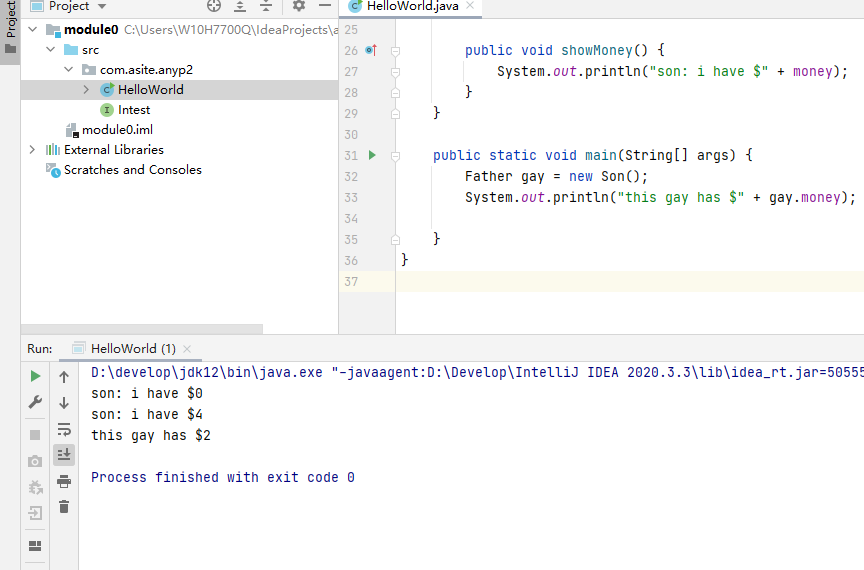 Project
Project
HelloWorld.java
module0 C:\Users\W10H7700Q\IdeaProjects\a
src
com.asite.anyp2
HelloWorld
Intest
module0.iml
External Libraries
Scratches and Consoles
25
26 public void showMoney() {
27 System.out.println("son: i have $" + money);
28 }
29 }
30
31 public static void main(String[] args) {
32 Father gay = new Son();
33 System.out.println("this gay has $" + gay.money);
34
35 }
36 }
37
Run: HelloWorld (1)
D:\develop\jdk12\bin\java.exe "-javaagent:D:\Develop\IntelliJ IDEA 2020.3.3\lib\idea_rt.jar=50555
son: i have $0
son: i have $4
this gay has $2
Process finished with exit code 0